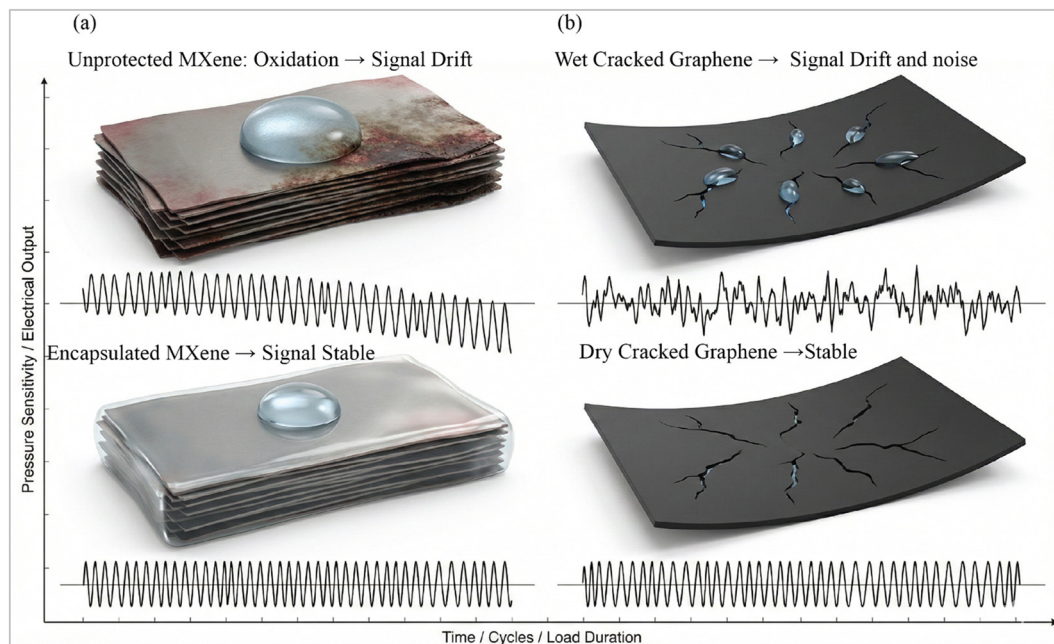 (a)
(b)
Unprotected MXene: Oxidation → Signal Drift
Wet Cracked Graphene → Signal Drift and noise
Encapsulated MXene → Signal Stable
Dry Cracked Graphene →Stable
Pressure Sensitivity / Electrical Output
Time / Cycles / Load Duration